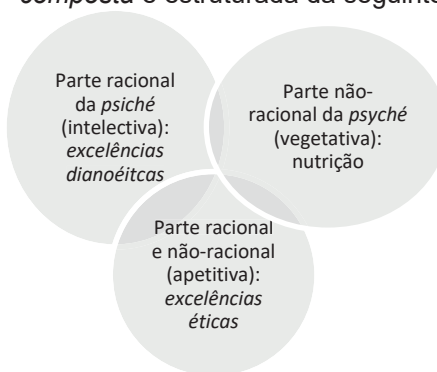 composta e estruturada da seguinte
Parte racional
da psiché
(intelectiva):
excelências
dianoéitcas
Parte não-
racional da psyché
(vegetativa):
nutrição
Parte racional
e não-racional
(apetitiva):
excelências
éticas